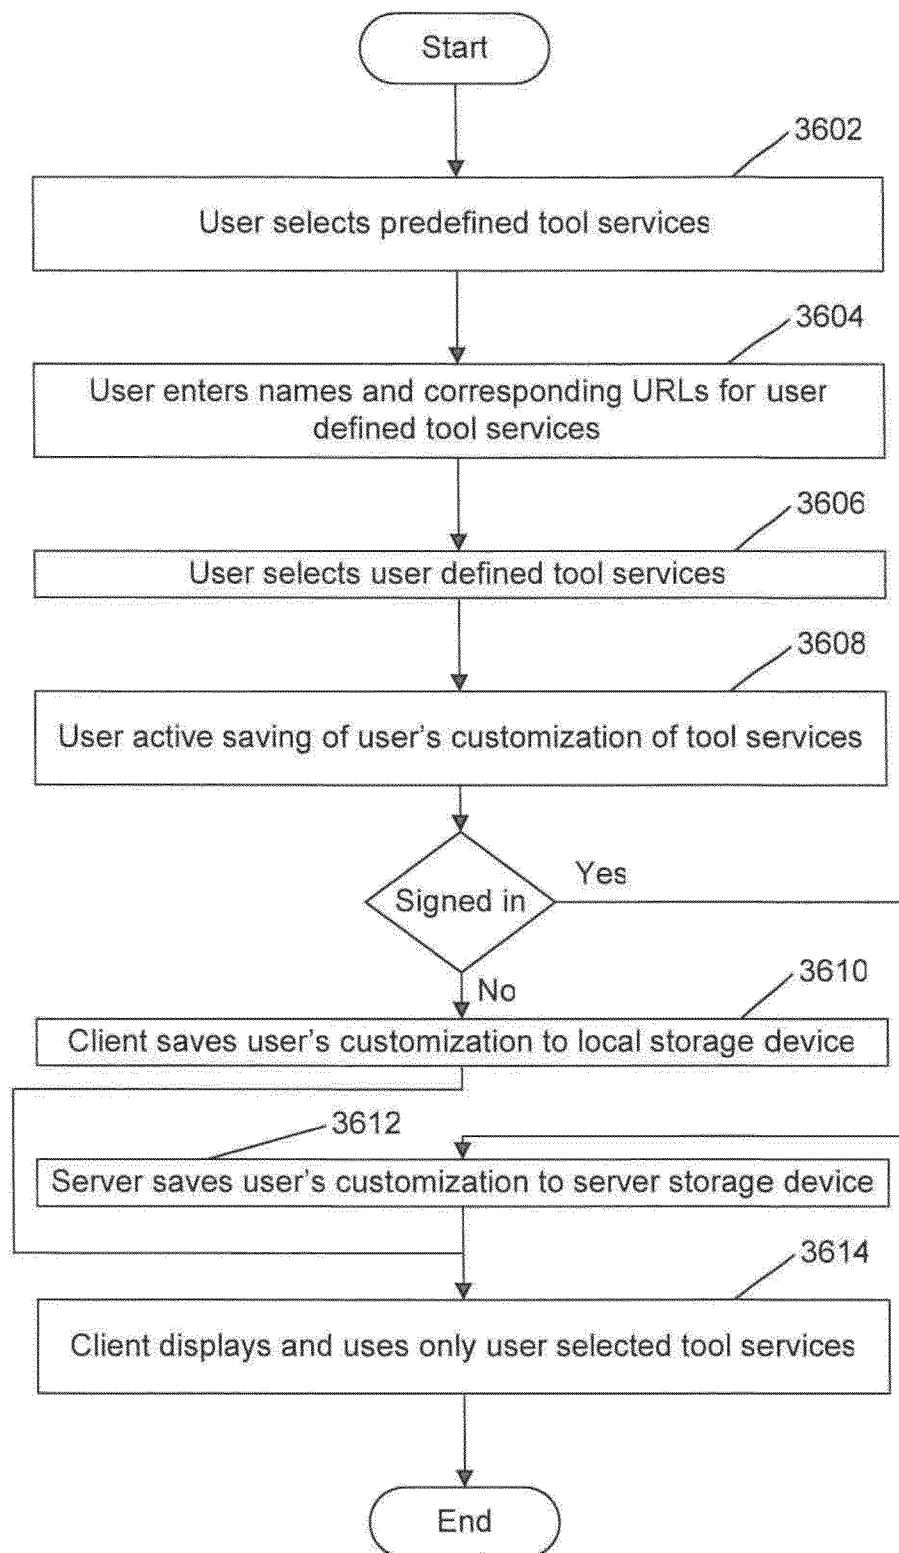 Start
3602
User selects predefined tool services
3604
User enters names and corresponding URLs for user
defined tool services
3606
User selects user defined tool services
3608
User active saving of user's customization of tool services
Signed in
Yes
No
3610
Client saves user's customization to local storage device
3612
Server saves user's customization to server storage device
3614
Client displays and uses only user selected tool services
End